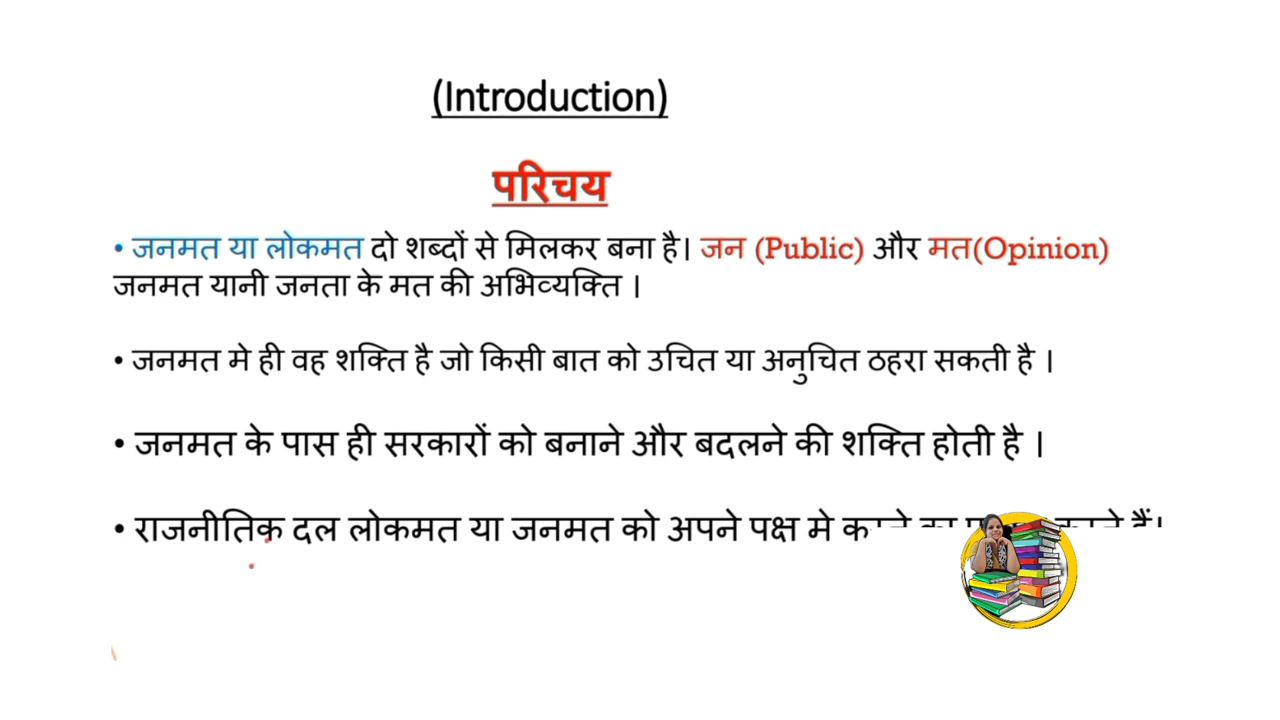 (Introduction)
परिचय
• जनमत या लोकमत दो शब्दों से मिलकर बना है। जन (Public) और मत(Opinion)
जनमत यानी जनता के मत की अभिव्यक्ति ।
• जनमत मे ही वह शक्ति है जो किसी बात को उचित या अनुचित ठहरा सकती है ।
• जनमत के पास ही सरकारों को बनाने और बदलने की शक्ति होती है ।
• राजनीतिक दल लोकमत या जनमत को अपने पक्ष मे